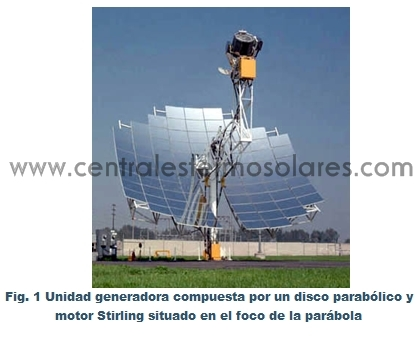 www.centralestermosolares.com
Fig. 1 Unidad generadora compuesta por un disco parabólico y
motor Stirling situado en el foco de la parábola